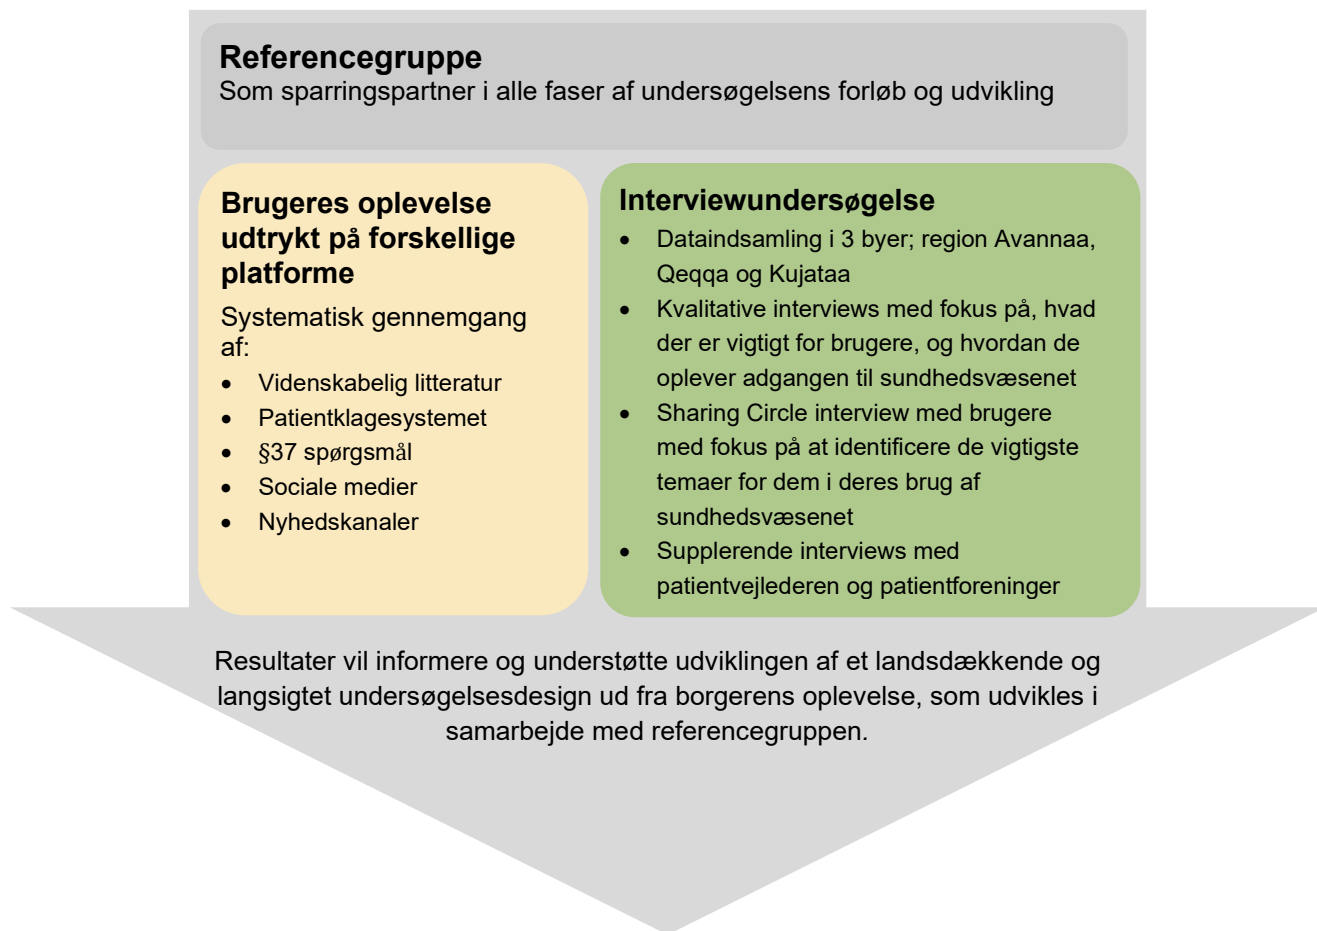 Referencegruppe
Som sparringspartner i alle faser af undersøgelsens forløb og udvikling
Brugeres oplevelse
udtrykt på forskellige
platforme
Systematisk gennemgang
af:
• Videnskabelig litteratur
• Patientklagesystemet
• §37 spørgsmål
• Sociale medier
• Nyhedskanaler
Interviewundersøgelse
• Dataindsamling i 3 byer; region Avannaa,
Qeqqa og Kujataa
• Kvalitative interviews med fokus på, hvad
der er vigtigt for brugere, og hvordan de
oplever adgangen til sundhedsvæsenet
• Sharing Circle interview med brugere
med fokus på at identificere de vigtigste
temaer for dem i deres brug af
sundhedsvæsenet
• Supplerende interviews med
patientvejlederen og patientforeninger
Resultater vil informere og understøtte udviklingen af et landsdækkende og
langsigtet undersøgelsesdesign ud fra borgerens oplevelse, som udvikles i
samarbejde med referencegruppen.